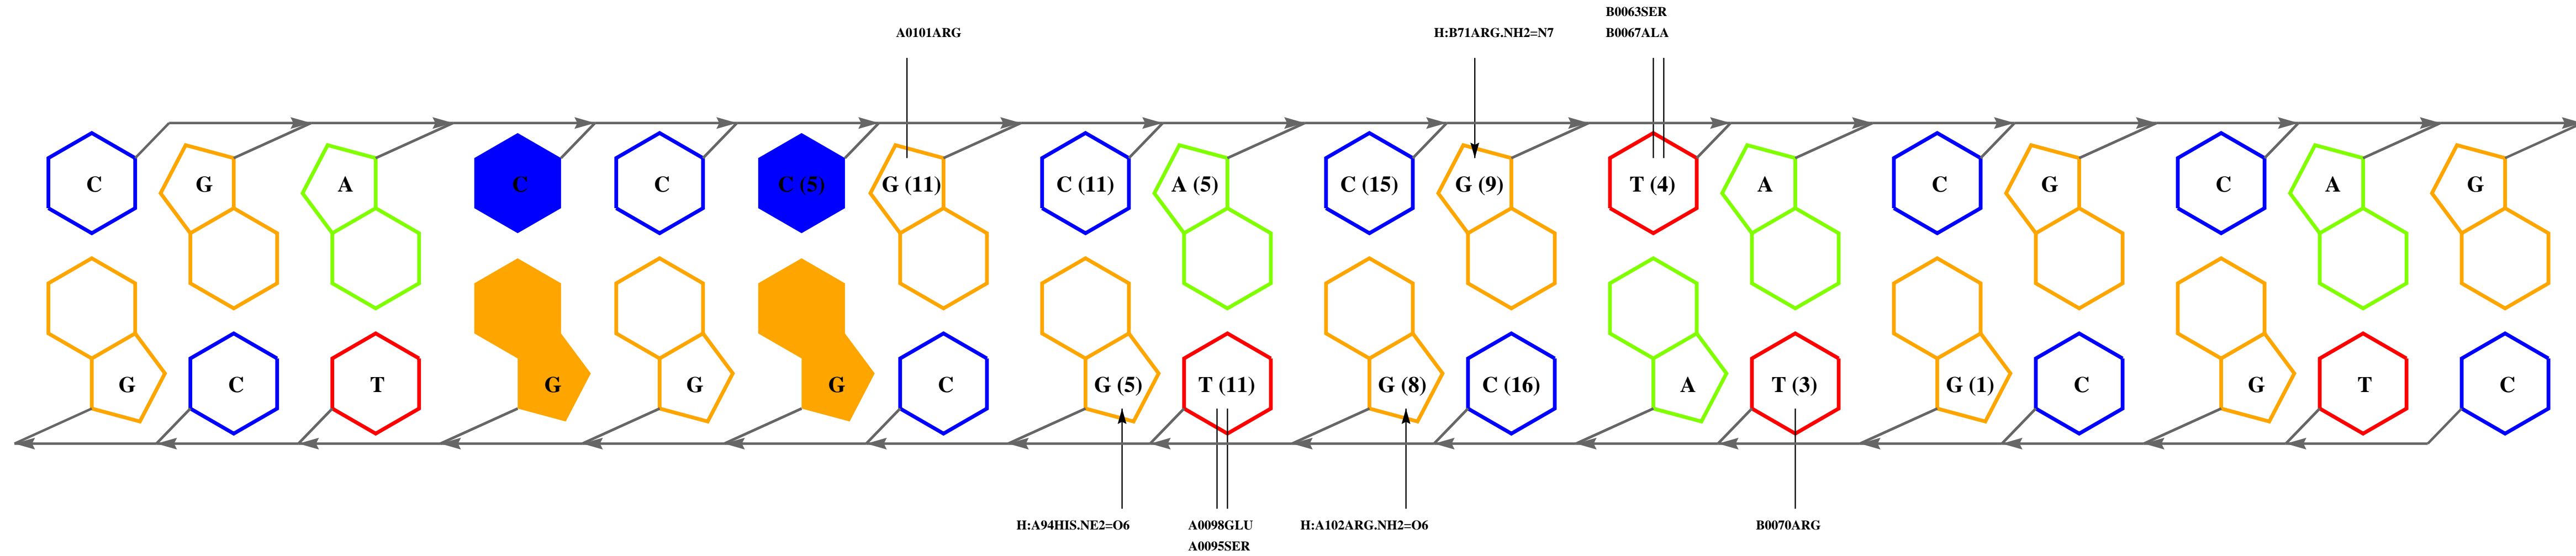 B0063SER
A0101ARG H:B71ARG.NH2=N7 B0067ALA
C G A C C C (5) G (11) C (11) A (5) C (15) G (9) T (4) A C G C A G
G C T G G G C G (5) T (11) G (8) C (16) A T (3) G (1) C G T C
H:A94HIS.NE2=O6 A0098GLU H:A102ARG.NH2=O6 B0070ARG
A0095SER